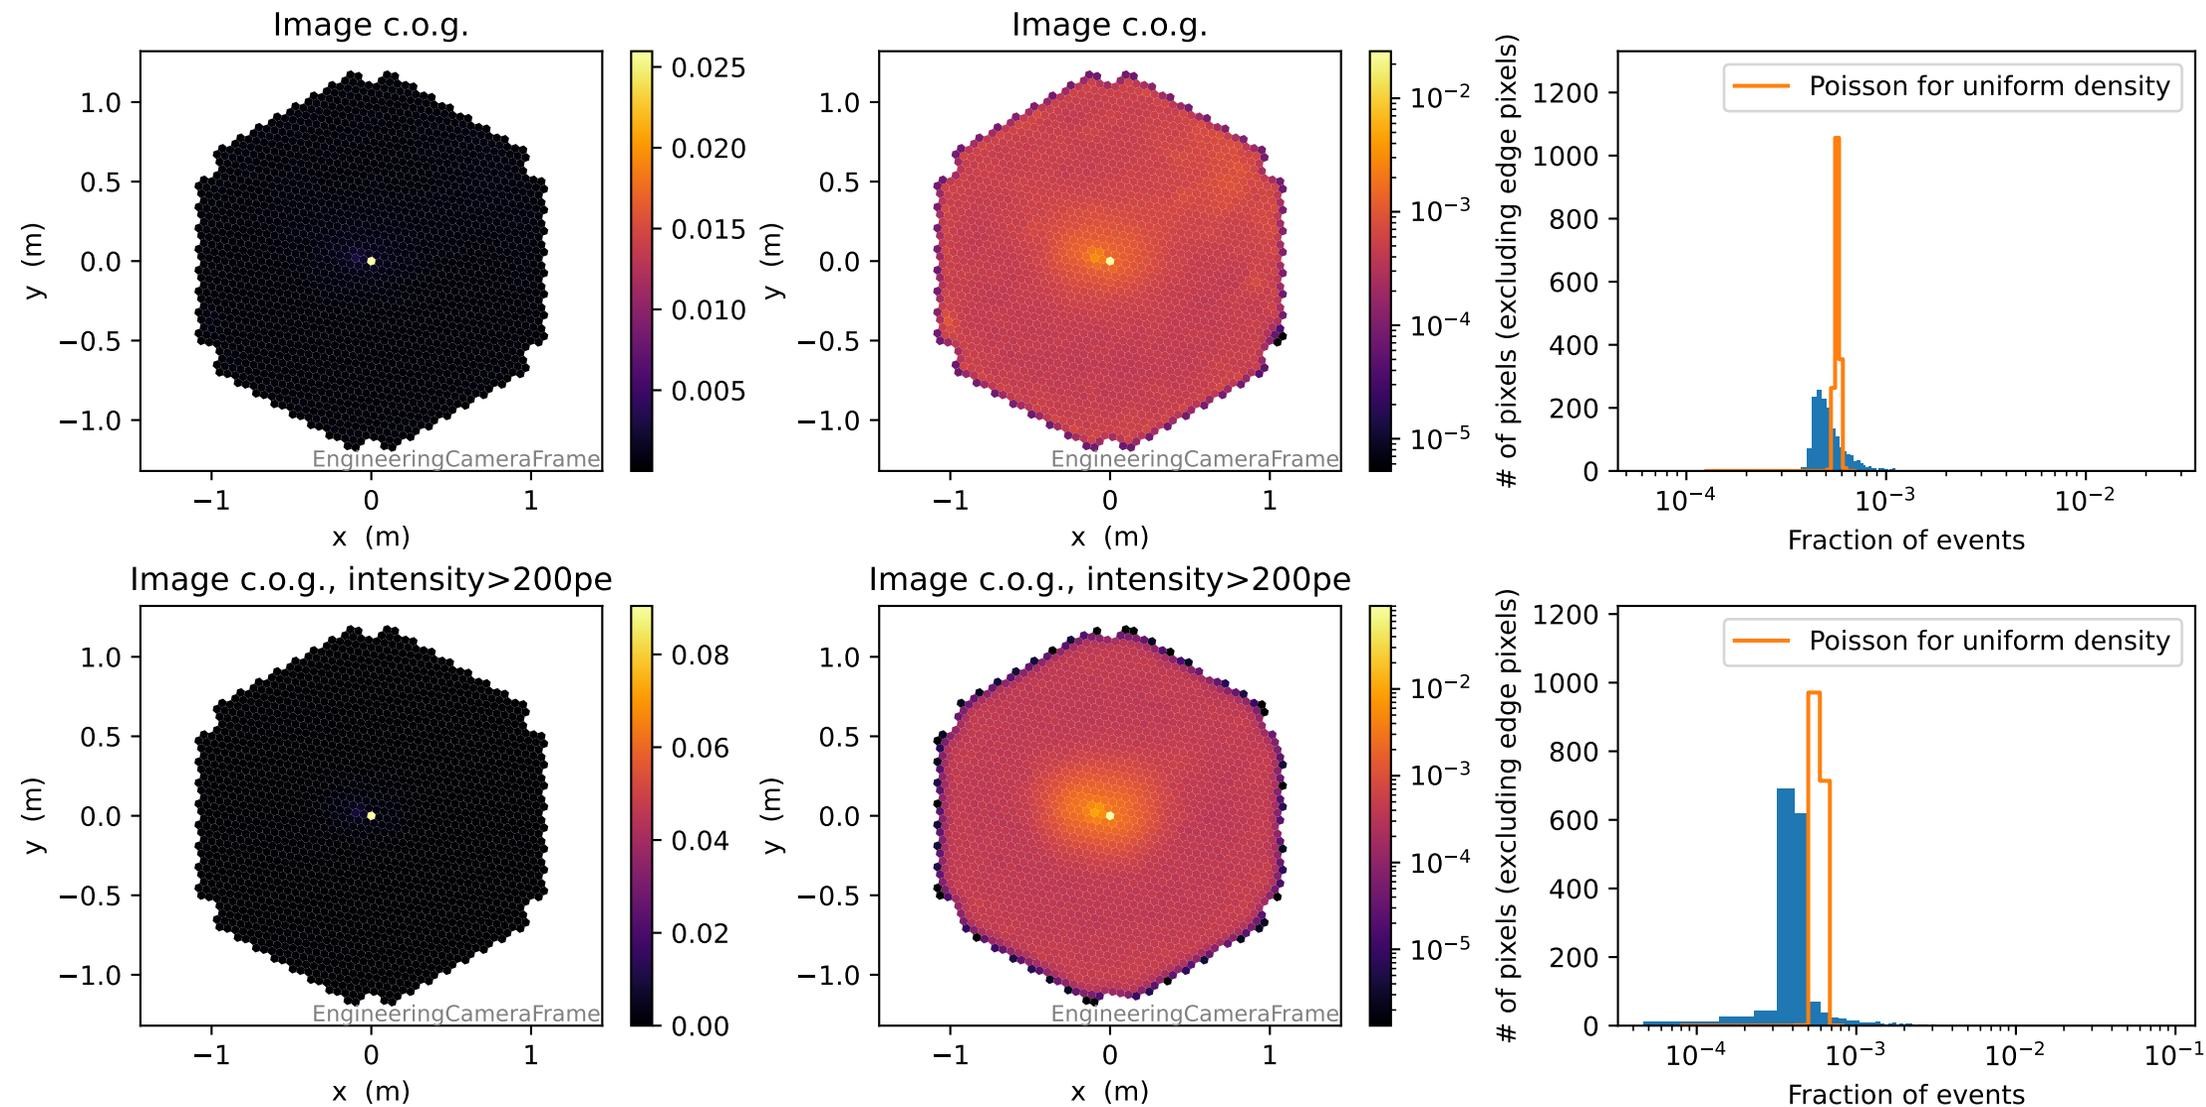 Image c.o.g.
1.0
0.5
0.0
−0.5
−1.0
y (m)
−1 0 1
x (m)
EngineeringCameraFrame
0.025
0.020
0.015
0.010
0.005
Image c.o.g.
1.0
0.5
0.0
−0.5
−1.0
y (m)
−1 0 1
x (m)
EngineeringCameraFrame
10⁻²
10⁻³
10⁻⁴
10⁻⁵
# of pixels (excluding edge pixels)
1200
1000
800
600
400
200
0
Poisson for uniform density
10⁻⁴ 10⁻³ 10⁻²
Fraction of events
Image c.o.g., intensity>200pe
1.0
0.5
0.0
−0.5
−1.0
y (m)
−1 0 1
x (m)
EngineeringCameraFrame
0.08
0.06
0.04
0.02
0.00
Image c.o.g., intensity>200pe
1.0
0.5
0.0
−0.5
−1.0
y (m)
−1 0 1
x (m)
EngineeringCameraFrame
10⁻²
10⁻³
10⁻⁴
10⁻⁵
# of pixels (excluding edge pixels)
1200
1000
800
600
400
200
0
Poisson for uniform density
10⁻⁴ 10⁻³ 10⁻² 10⁻¹
Fraction of events